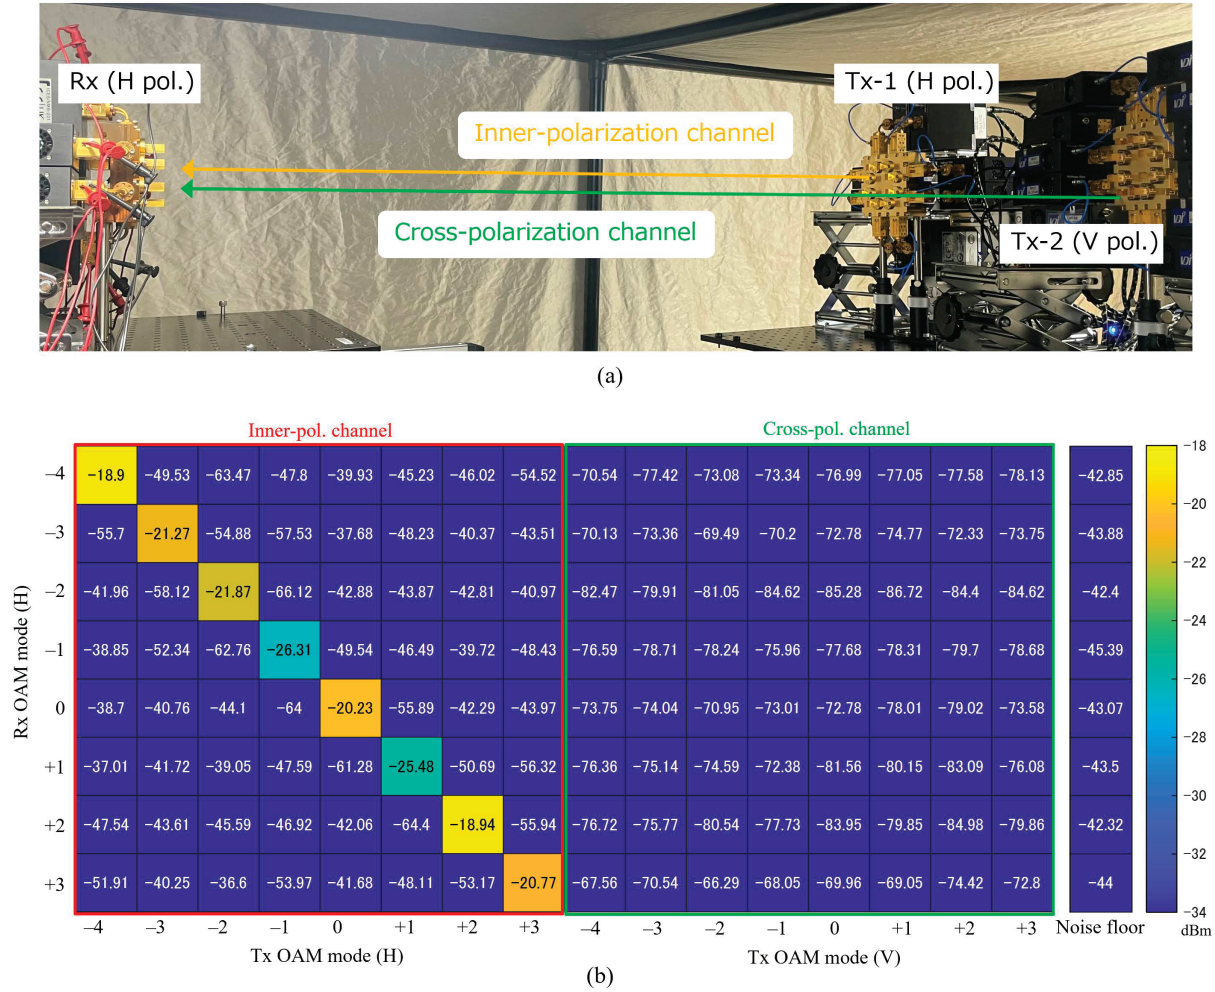 Rx (H pol.)
Tx-1 (H pol.)
Inner-polarization channel
Cross-polarization channel
Tx-2 (V pol.)
(a)
Inner-pol. channel
Cross-pol. channel
−4 −18.9 −49.53 −63.47 −47.8 −39.93 −45.23 −46.02 −54.52 −70.54 −77.42 −73.08 −73.34 −76.99 −77.05 −77.58 −78.13 −42.85
−3 −55.7 −21.27 −54.88 −57.53 −37.68 −48.23 −40.37 −43.51 −70.13 −73.36 −69.49 −70.2 −72.78 −74.77 −72.33 −73.75 −43.88
−2 −41.96 −58.12 −21.87 −66.12 −42.88 −43.87 −42.81 −40.97 −82.47 −79.91 −81.05 −84.62 −85.28 −86.72 −84.4 −84.62 −42.4
−1 −38.85 −52.34 −62.76 −26.31 −49.54 −46.49 −39.72 −48.43 −76.59 −78.71 −78.24 −75.96 −77.68 −78.31 −79.7 −78.68 −45.39
0 −38.7 −40.76 −44.1 −64 −20.23 −55.89 −42.29 −43.97 −73.75 −74.04 −70.95 −73.01 −72.78 −78.01 −79.02 −73.58 −43.07
+1 −37.01 −41.72 −39.05 −47.59 −61.28 −25.48 −50.69 −56.32 −76.36 −75.14 −74.59 −72.38 −81.56 −80.15 −83.09 −76.08 −43.5
+2 −47.54 −43.61 −45.59 −46.92 −42.06 −64.4 −18.94 −55.94 −76.72 −75.77 −80.54 −77.73 −83.95 −79.85 −84.98 −79.86 −42.32
+3 −51.91 −40.25 −36.6 −53.97 −41.68 −48.11 −53.17 −20.77 −67.56 −70.54 −66.29 −68.05 −69.96 −69.05 −74.42 −72.8 −44
Rx OAM mode (H)
−4 −3 −2 −1 0 +1 +2 +3 −4 −3 −2 −1 0 +1 +2 +3 Noise floor
Tx OAM mode (H)
Tx OAM mode (V)
−18
−20
−22
−24
−26
−28
−30
−32
−34
dBm
(b)